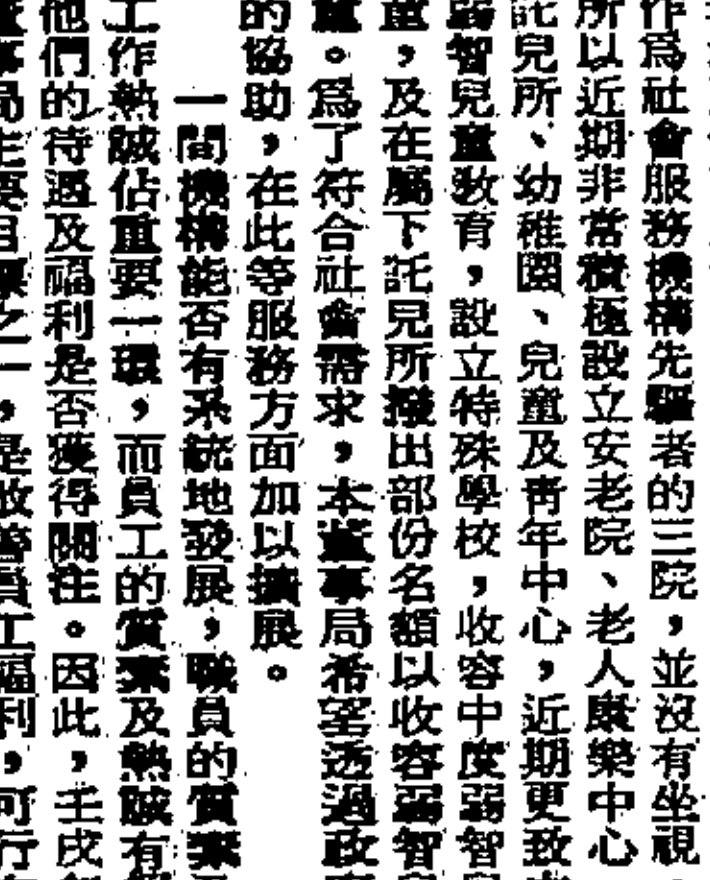 作為社會服務機構先驅者的三院，並沒有坐視，
所以近期非常積極設立安老院、老人康樂中心
託兒所、幼稚園、兒童及青年中心，近期更致
弱智兒童教育，設立特殊學校，收容中度弱智
童，及在屬下託兒所撥出部份名額以收容弱智
童。為了符合社會需求，本董事局希望透過政
的協助，在此等服務方面加以擴展。
一間機構能否有系統地發展，職員的質素
工作熱誠佔重要一環，而員工的質素及熱誠有
他們的待遇及福利是否獲得關注。因此，壬戌
董事局主要目標之一，是改善員工福利，可行